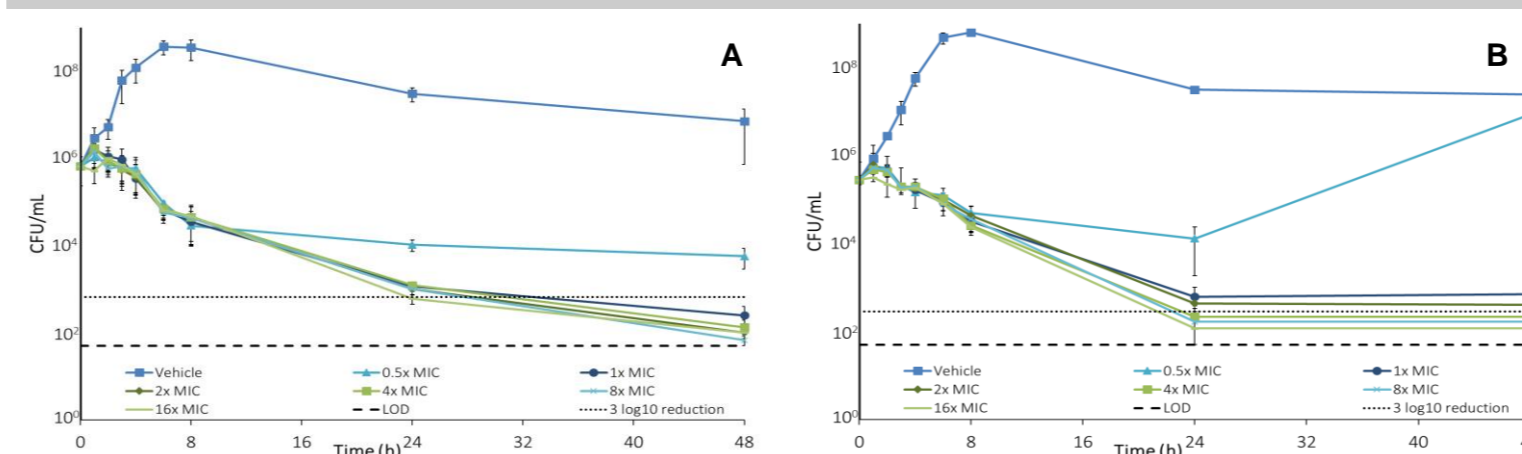 A
10⁸
10⁶
10⁴
10²
10⁰
CFU/mL
Vehicle 0.5x MIC 1x MIC
2x MIC 4x MIC 8x MIC
16x MIC LOD 3 log10 reduction
0 8 16 24 32 40 48
Time (h)
B
10⁸
10⁶
10⁴
10²
10⁰
CFU/mL
Vehicle 0.5x MIC 1x MIC
2x MIC 4x MIC 8x MIC
16x MIC LOD 3 log10 reduction
0 8 16 24 32 40
Time (h)